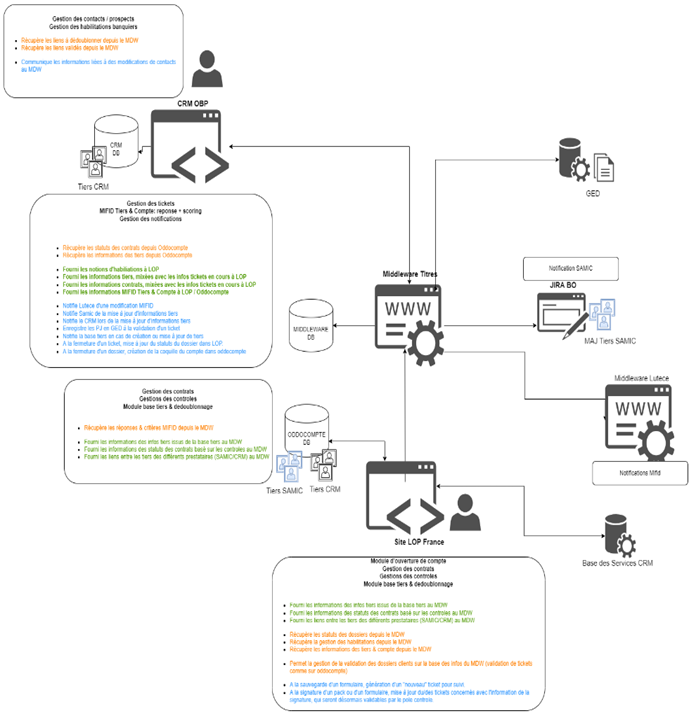 Gestion des contacts / prospects
Gestion des habilitations banquiers
Récupère les liens à dédoublonner depuis le MDW
Récupère les liens validés depuis le MDW
Communique les informations liées à des modifications de contacts
au MDW
CRM OBP
CRM
DB
Tiers CRM
GED
Gestion des tickets
MIFID Tiers & Compte: reponse + scoring
Gestion des notifications
Récupère les statuts des contrats depuis Oddocompte
Récupère les informations des tiers depuis Oddocompte
Fourni les notions d'habilitations à LOP
Fourni les informations tiers, mixées avec les infos tickets en cours à LOP
Fourni les informations contrats, mixées avec les infos tickets en cours à LOP
Fourni les informations MIFID Tiers & Compte à LOP / Oddocompte
Notifie Lutece d'une modification MIFID
Notifie Samic de la mise à jour d'informations tiers
Notifie le CRM lors de la mise à jour d'informations tiers
Enregistre les PJ en GED à la validation d'un ticket
Notifie la base tiers en cas de création ou mise à jour de tiers
A la fermeture d'un ticket, mise à jour du statuts du dossier dans LOP.
A la fermeture d'un dossier, création de la coquille du compte dans oddocompte
Middleware Titres
WWW
MIDDLEWARE
DB
Notification SAMIC
JIRA BO
MAJ Tiers SAMIC
Middleware Lutece
WWW
Notifications Mifid
Gestion des contrats
Gestions des controles
Module base tiers & dedoublonnage
Récupère les réponses & critères MIFID depuis le MDW
Fourni les informations des infos tiers issus de la base tiers au MDW
Fourni les informations des statuts des contrats basé sur les controles au MDW
Fourni les liens entre les tiers des différents prestataires (SAMIC/CRM) au MDW
ODDOCOMPTE
DB
Tiers SAMIC
Tiers CRM
Site LOP France
Base des Services CRM
Module d'ouverture de compte
Gestion des contrats
Gestions des controles
Module base tiers & dedoublonnage
Fourni les informations des infos tiers issus de la base tiers au MDW
Fourni les informations des statuts des contrats basé sur les controles au MDW
Fourni les liens entre les tiers des différents prestataires (SAMIC/CRM) au MDW
Récupère les statuts des dossiers depuis le MDW
Récupère la gestion des habilitations depuis le MDW
Récupère les informations des tiers & compte depuis le MDW
Permet la gestion de la validation des dossiers clients sur la base des infos du MDW (validation de tickets
comme sur oddocompte)
A la sauvegarde d'un formulaire, génération d'un "nouveau" ticket pour suivi.
A la signature d'un pack ou d'un formulaire, mise à jour du/des tickets concernés avec l'information de la
signature, qui seront désormais validables par le pole controle.